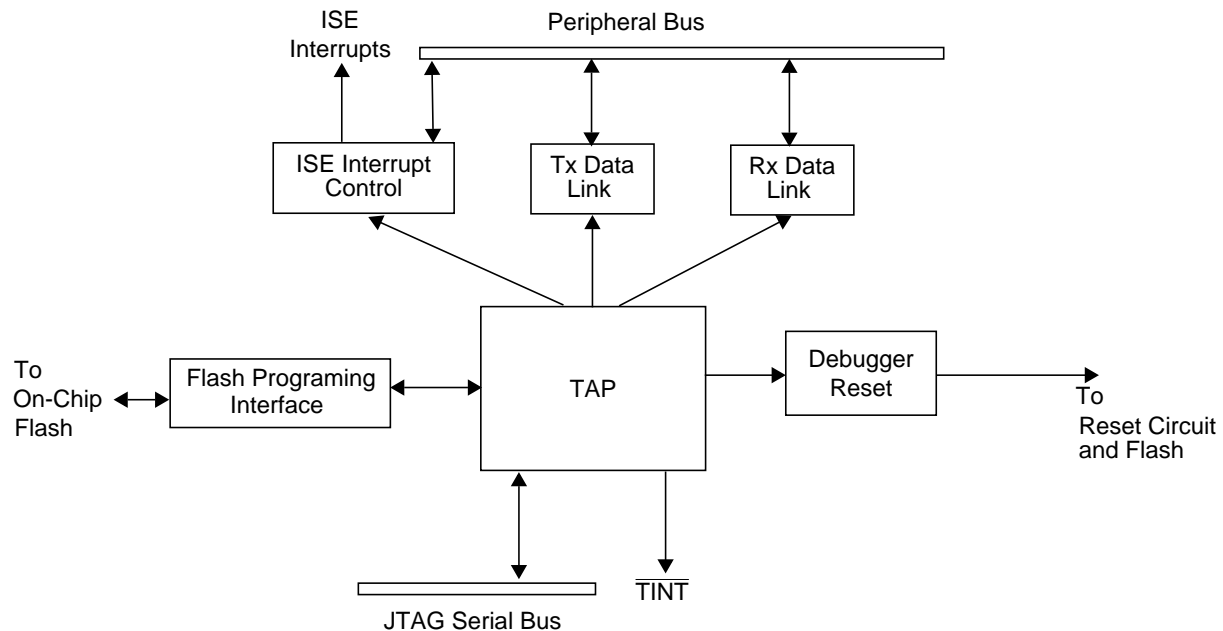 ISE
Interrupts
Peripheral Bus
ISE Interrupt
Control
Tx Data
Link
Rx Data
Link
To
On-Chip
Flash
Flash Programing
Interface
TAP
Debugger
Reset
To
Reset Circuit
and Flash
JTAG Serial Bus
T̅I̅N̅T̅